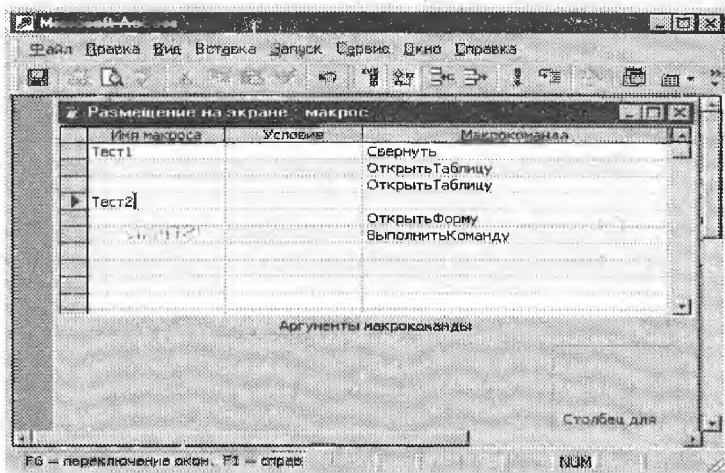 Microsoft Access
Файл Правка Вид Вставка Запуск Сервис Окно Справка
Размещение на экране : макрос
Имя макроса Условие Макрокоманда
Тест1 Свернуть
ОткрытьТаблицу
ОткрытьТаблицу
Тест2
ОткрытьФорму
ВыполнитьКоманду
Аргументы макрокоманды
Столбец для
F6 — переключение окон. F1 — справ
NUM